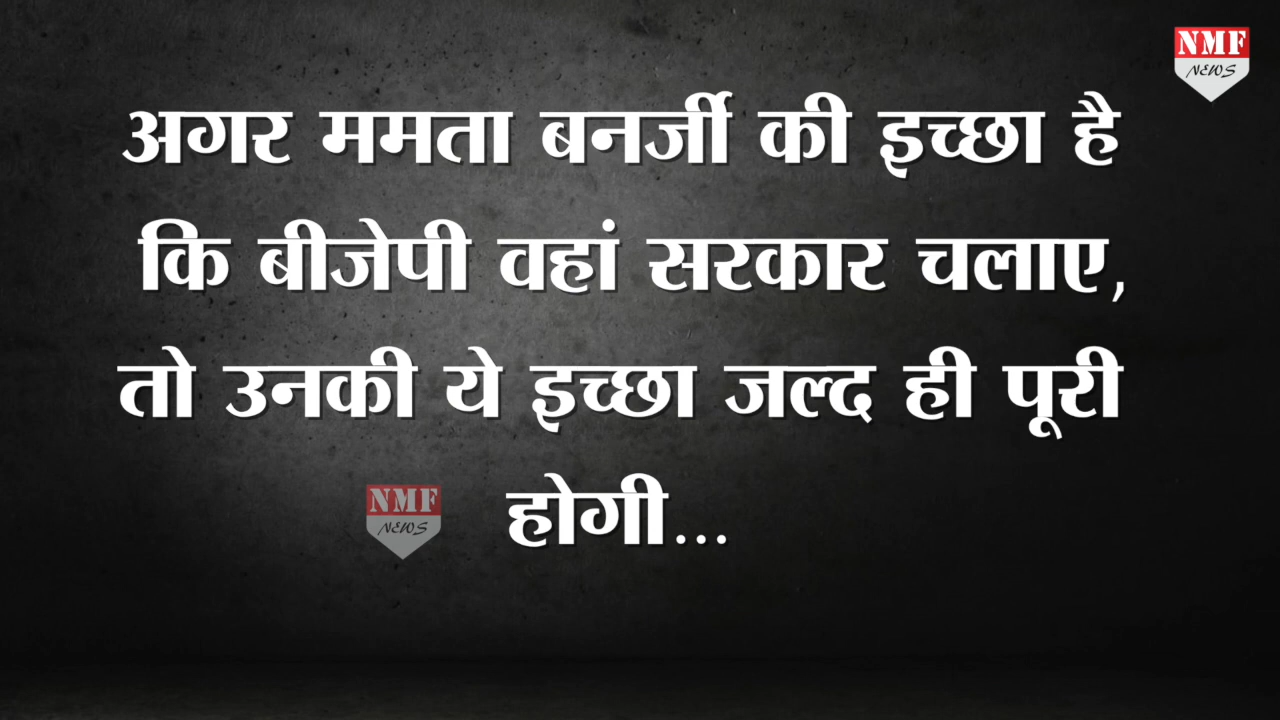 NMF
NEWS
अगर ममता बनर्जी की इच्छा है
कि बीजेपी वहां सरकार चलाए,
तो उनकी ये इच्छा जल्द ही पूरी
होगी...
NMF
NEWS